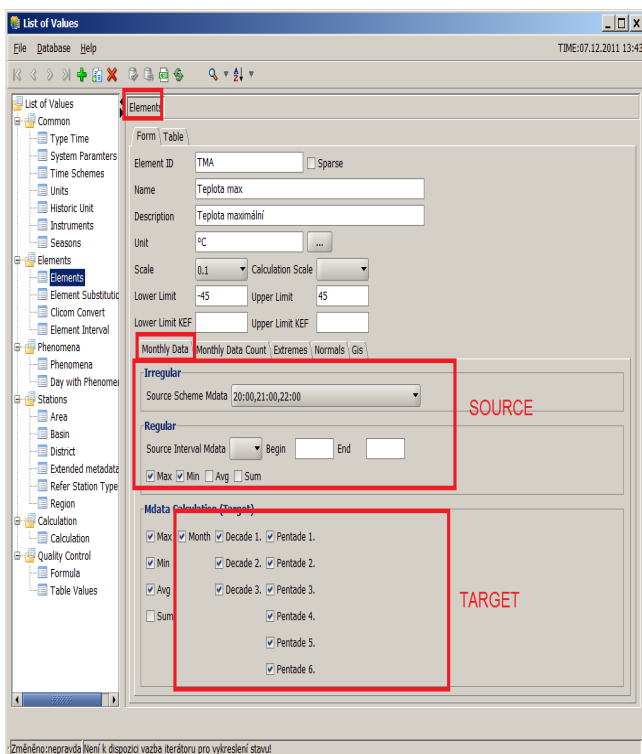 List of Values
File Database Help TIME:07.12.2011 13:43
List of Values
Common
Type Time
System Paramters
Time Schemes
Units
Historic Unit
Instruments
Seasons
Elements
Elements
Element Substitutio
Clicom Convert
Element Interval
Phenomena
Phenomena
Day with Phenomen
Stations
Area
Basin
District
Extended metadata
Refer Station Type
Region
Calculation
Calculation
Quality Control
Formula
Table Values
Elements
Form Table
Element ID TMA Sparse
Name Teplota max
Description Teplota maximální
Unit °C ...
Scale 0.1 Calculation Scale
Lower Limit -45 Upper Limit 45
Lower Limit KEF Upper Limit KEF
Monthly Data Monthly Data Count Extremes Normals Gis
Irregular
Source Scheme Mdata 20:00,21:00,22:00
SOURCE
Regular
Source Interval Mdata Begin End
Max Min Avg Sum
Mdata Calculation (Target)
Max Month Decade 1. Pentade 1.
Min Decade 2. Pentade 2.
Avg Decade 3. Pentade 3.
TARGET
Sum Pentade 4.
Pentade 5.
Pentade 6.
Změněno:nepravda Není k dispozici vazba iterátoru pro vykreslení stavu!